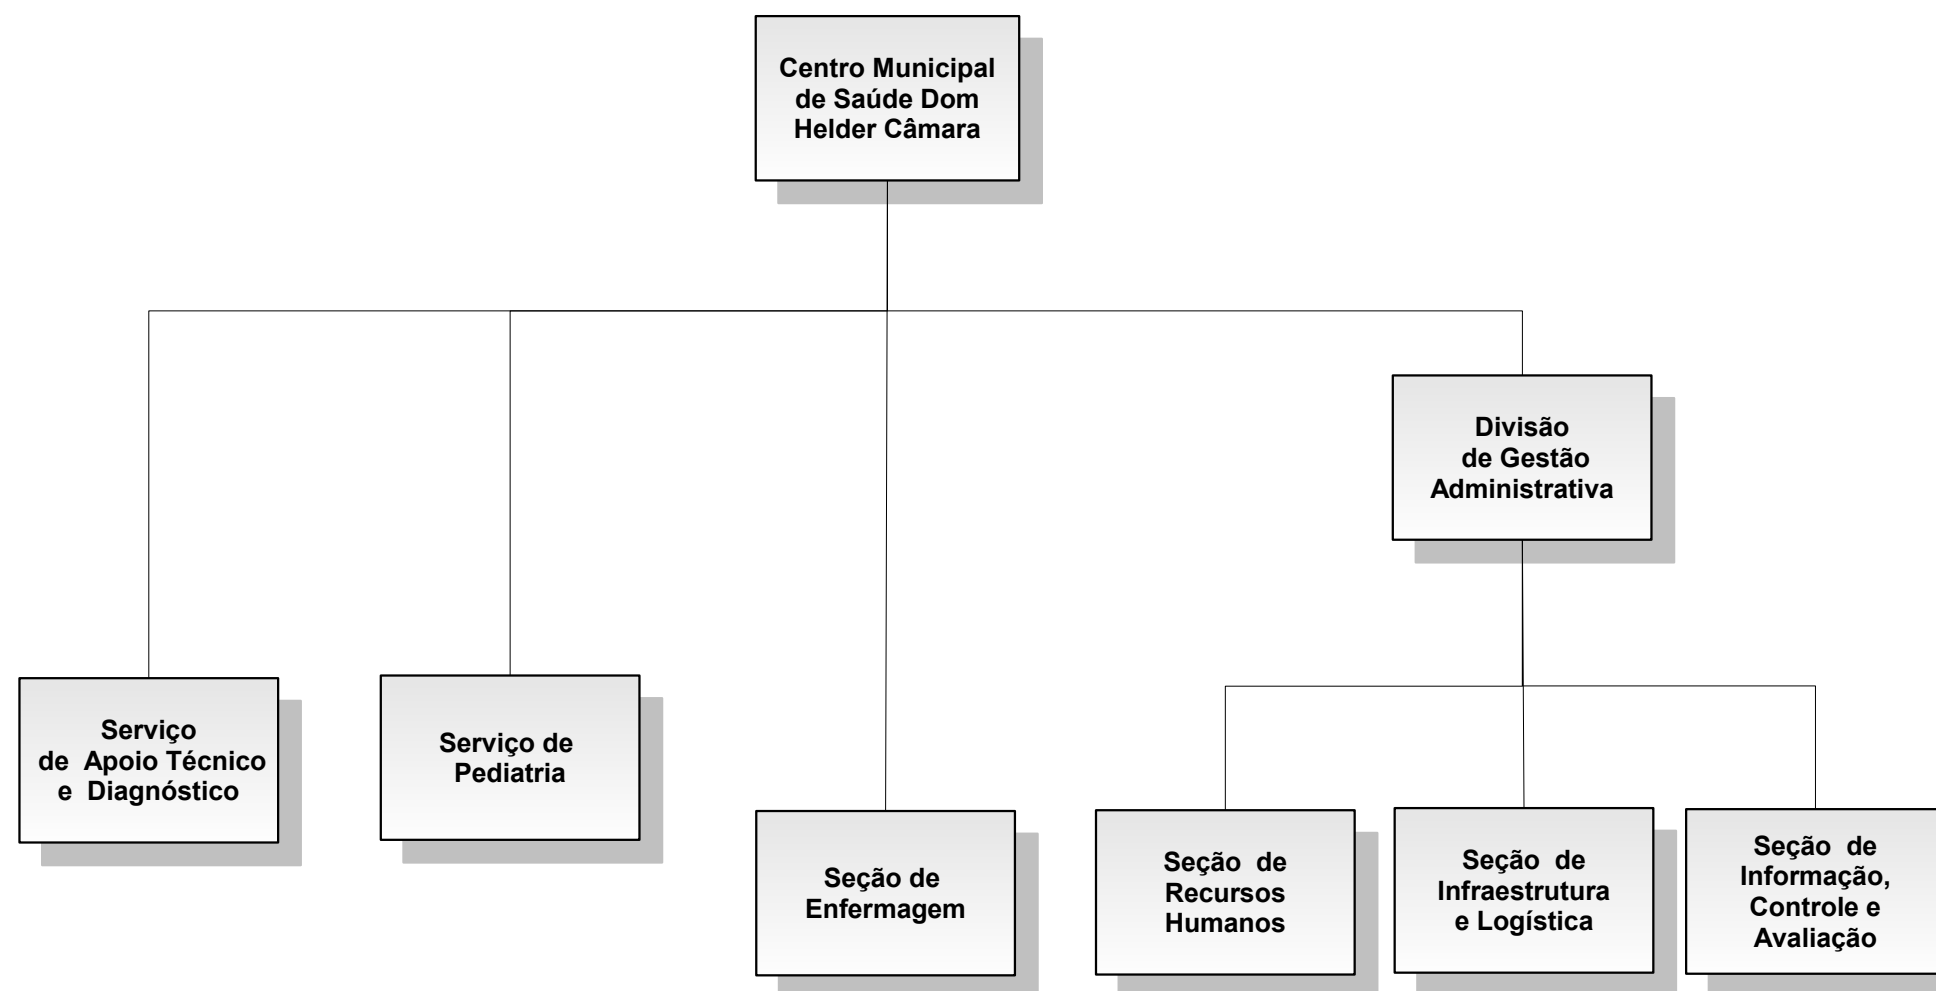 Centro Municipal
de Saúde Dom
Helder Câmara
Divisão
de Gestão
Administrativa
Serviço
de Apoio Técnico
e Diagnóstico
Serviço de
Pediatria
Seção de
Enfermagem
Seção de
Recursos
Humanos
Seção de
Infraestrutura
e Logística
Seção de
Informação,
Controle e
Avaliação